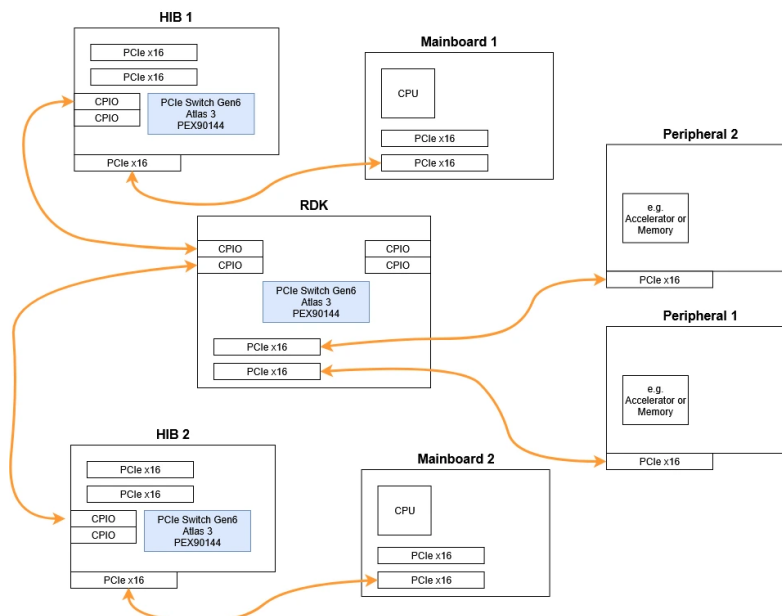 HIB 1
PCIe x16
PCIe x16
CPIO
CPIO
PCIe Switch Gen6
Atlas 3
PEX90144
PCIe x16
Mainboard 1
CPU
PCIe x16
PCIe x16
Peripheral 2
e.g.
Accelerator or
Memory
PCIe x16
RDK
CPIO
CPIO
CPIO
CPIO
PCIe Switch Gen6
Atlas 3
PEX90144
PCIe x16
PCIe x16
Peripheral 1
e.g.
Accelerator or
Memory
PCIe x16
HIB 2
PCIe x16
PCIe x16
CPIO
CPIO
PCIe Switch Gen6
Atlas 3
PEX90144
PCIe x16
Mainboard 2
CPU
PCIe x16
PCIe x16